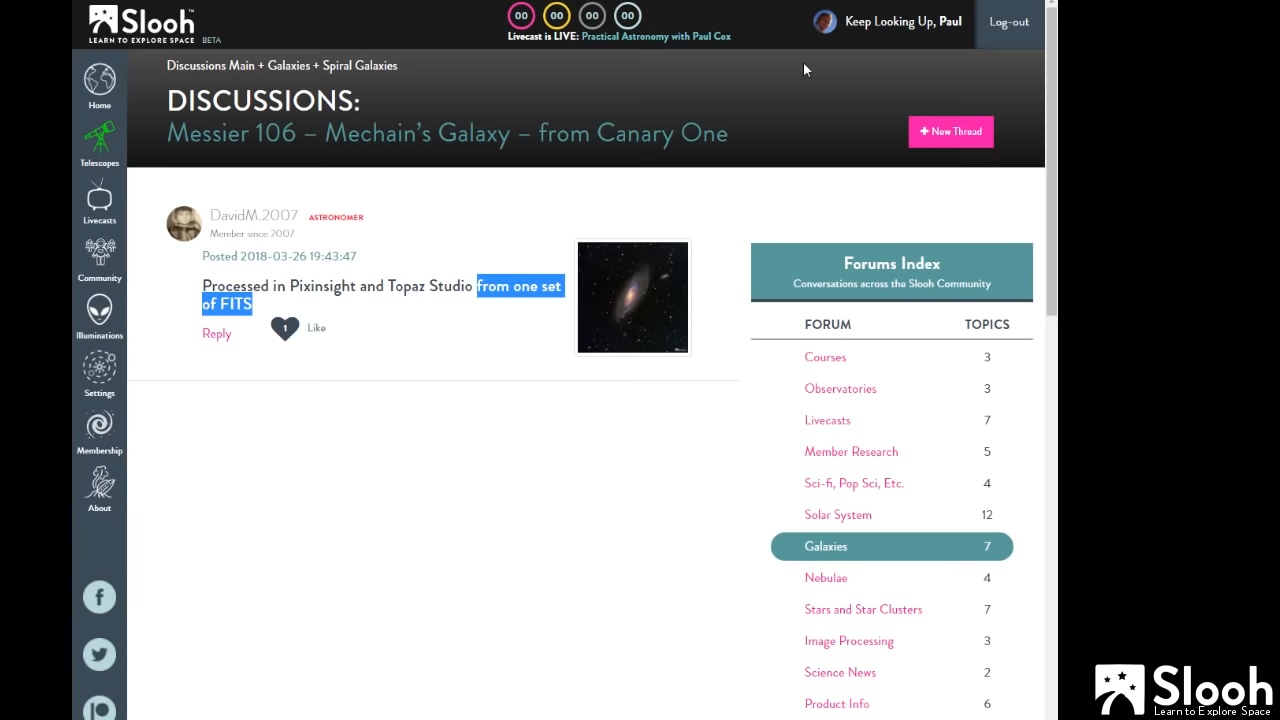 Slooh™
LEARN TO EXPLORE SPACE BETA
00 00 00 00
Livecast is LIVE: Practical Astronomy with Paul Cox
Keep Looking Up, Paul
Log-out
Discussions Main + Galaxies + Spiral Galaxies
DISCUSSIONS:
Messier 106 – Mechain's Galaxy – from Canary One
+ New Thread
Home
Telescopes
Livecasts
Community
Illuminations
Settings
Membership
About
DavidM.2007 ASTRONOMER
Member since 2007
Posted 2018-03-26 19:43:47
Processed in Pixinsight and Topaz Studio from one set
of FITS
Reply 1 Like
Forums Index
Conversations across the Slooh Community
FORUM TOPICS
Courses 3
Observatories 3
Livecasts 7
Member Research 5
Sci-fi, Pop Sci, Etc. 4
Solar System 12
Galaxies 7
Nebulae 4
Stars and Star Clusters 7
Image Processing 3
Science News 2
Product Info 6
Slooh
Learn to Explore Space